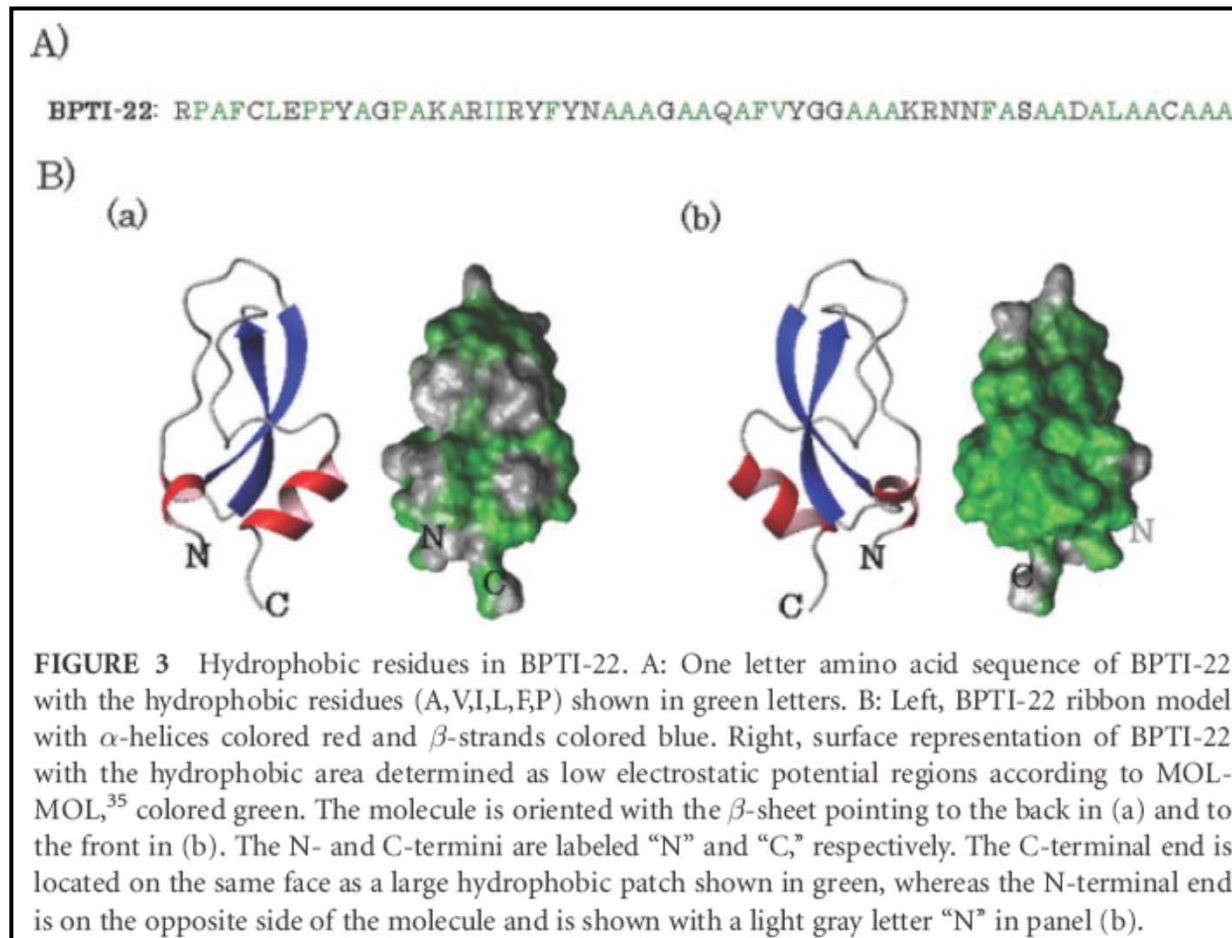 A)
BPTI-22: RPAFCLEPPYAGPAKARIIRYFYNAAAGAAQAFVYGGAAAKRNNFASAADALAACAAA
B)
(a) (b)
N C N C
N C C N
FIGURE 3 Hydrophobic residues in BPTI-22. A: One letter amino acid sequence of BPTI-22
with the hydrophobic residues (A,V,I,L,F,P) shown in green letters. B: Left, BPTI-22 ribbon model
with α-helices colored red and β-strands colored blue. Right, surface representation of BPTI-22
with the hydrophobic area determined as low electrostatic potential regions according to MOL-
MOL,³⁵ colored green. The molecule is oriented with the β-sheet pointing to the back in (a) and to
the front in (b). The N- and C-termini are labeled “N” and “C,” respectively. The C-terminal end is
located on the same face as a large hydrophobic patch shown in green, whereas the N-terminal end
is on the opposite side of the molecule and is shown with a light gray letter “N” in panel (b).